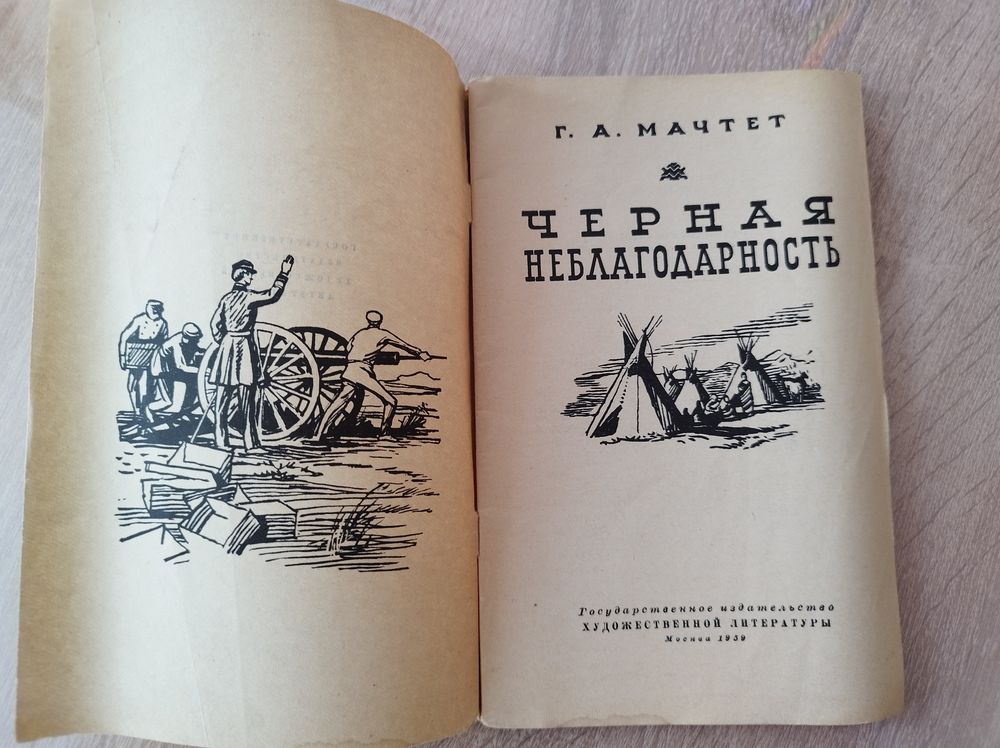 Г. А. МАЧТЕТ
ЧЕРНАЯ
НЕБЛАГОДАРНОСТЬ
Государственное издательство
ХУДОЖЕСТВЕННОЙ ЛИТЕРАТУРЫ
Москва 1959